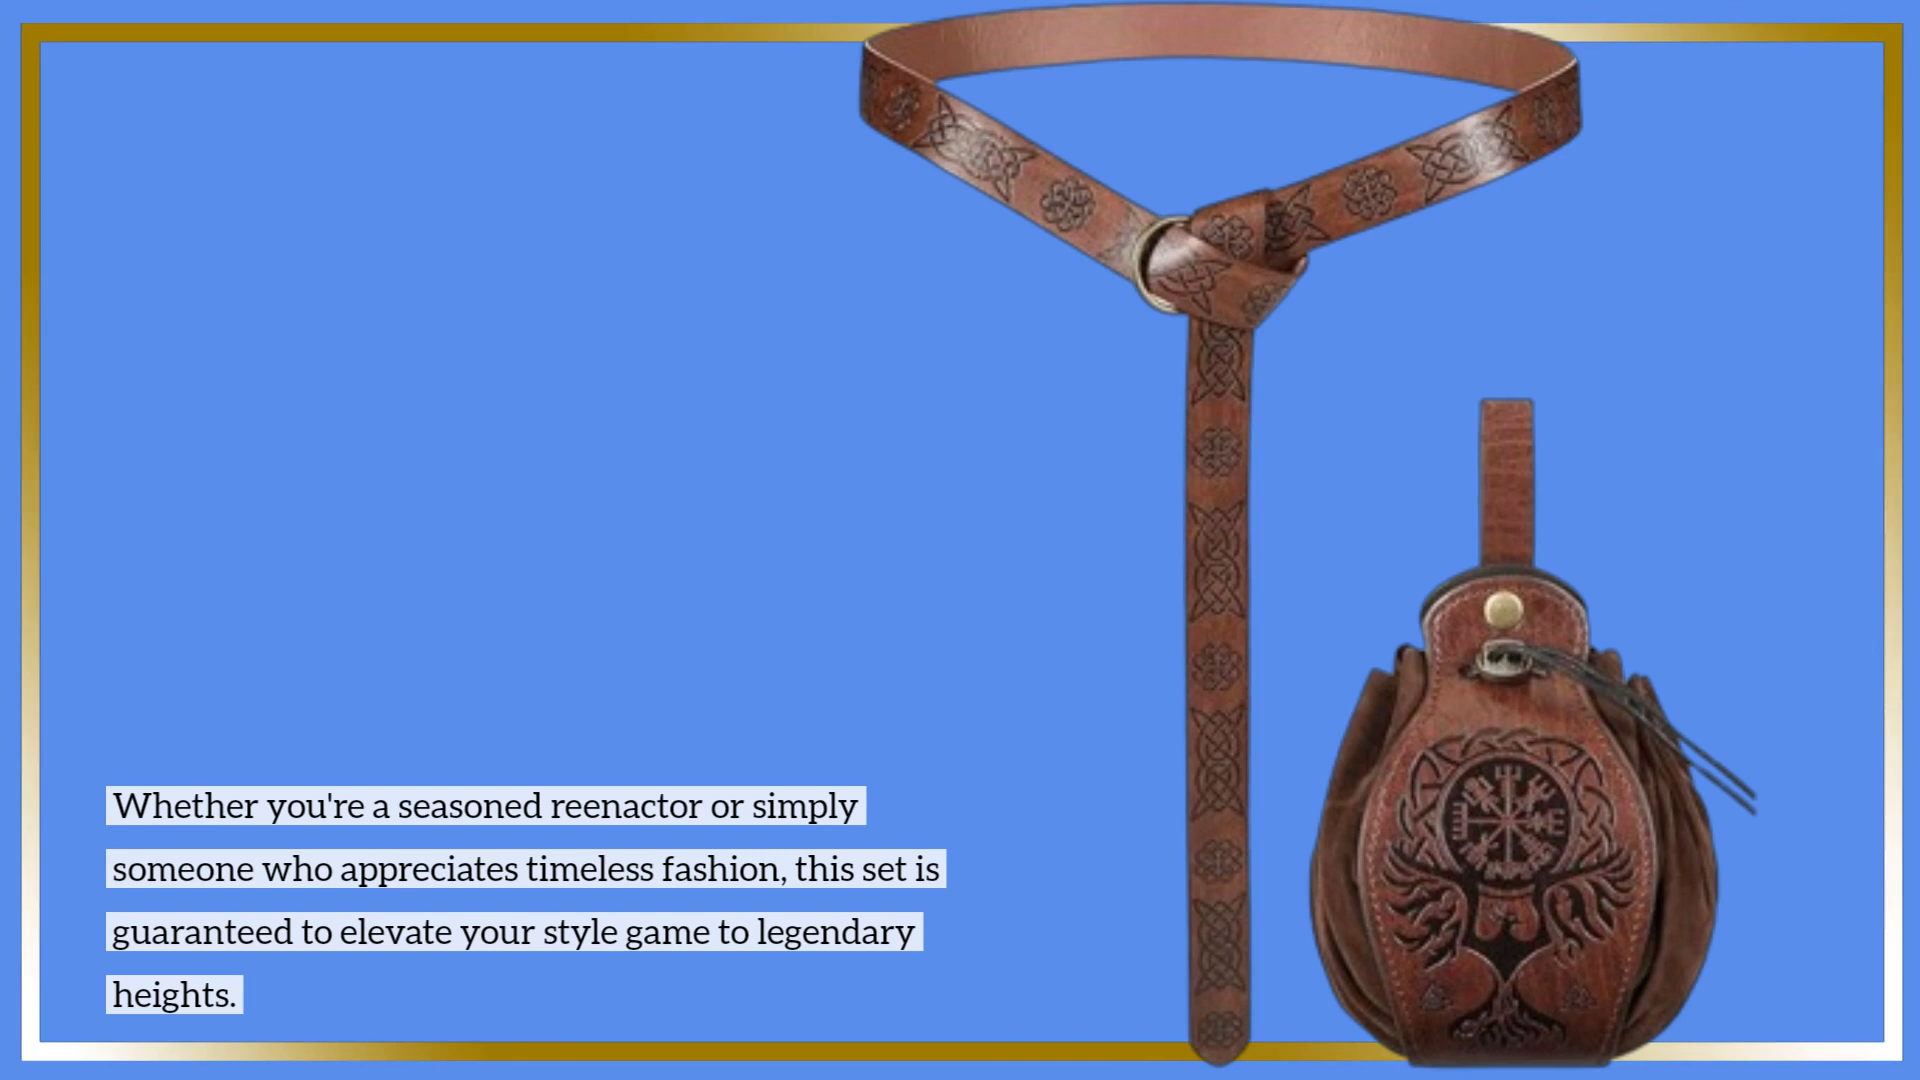 Whether you're a seasoned reenactor or simply
someone who appreciates timeless fashion, this set is
guaranteed to elevate your style game to legendary
heights.